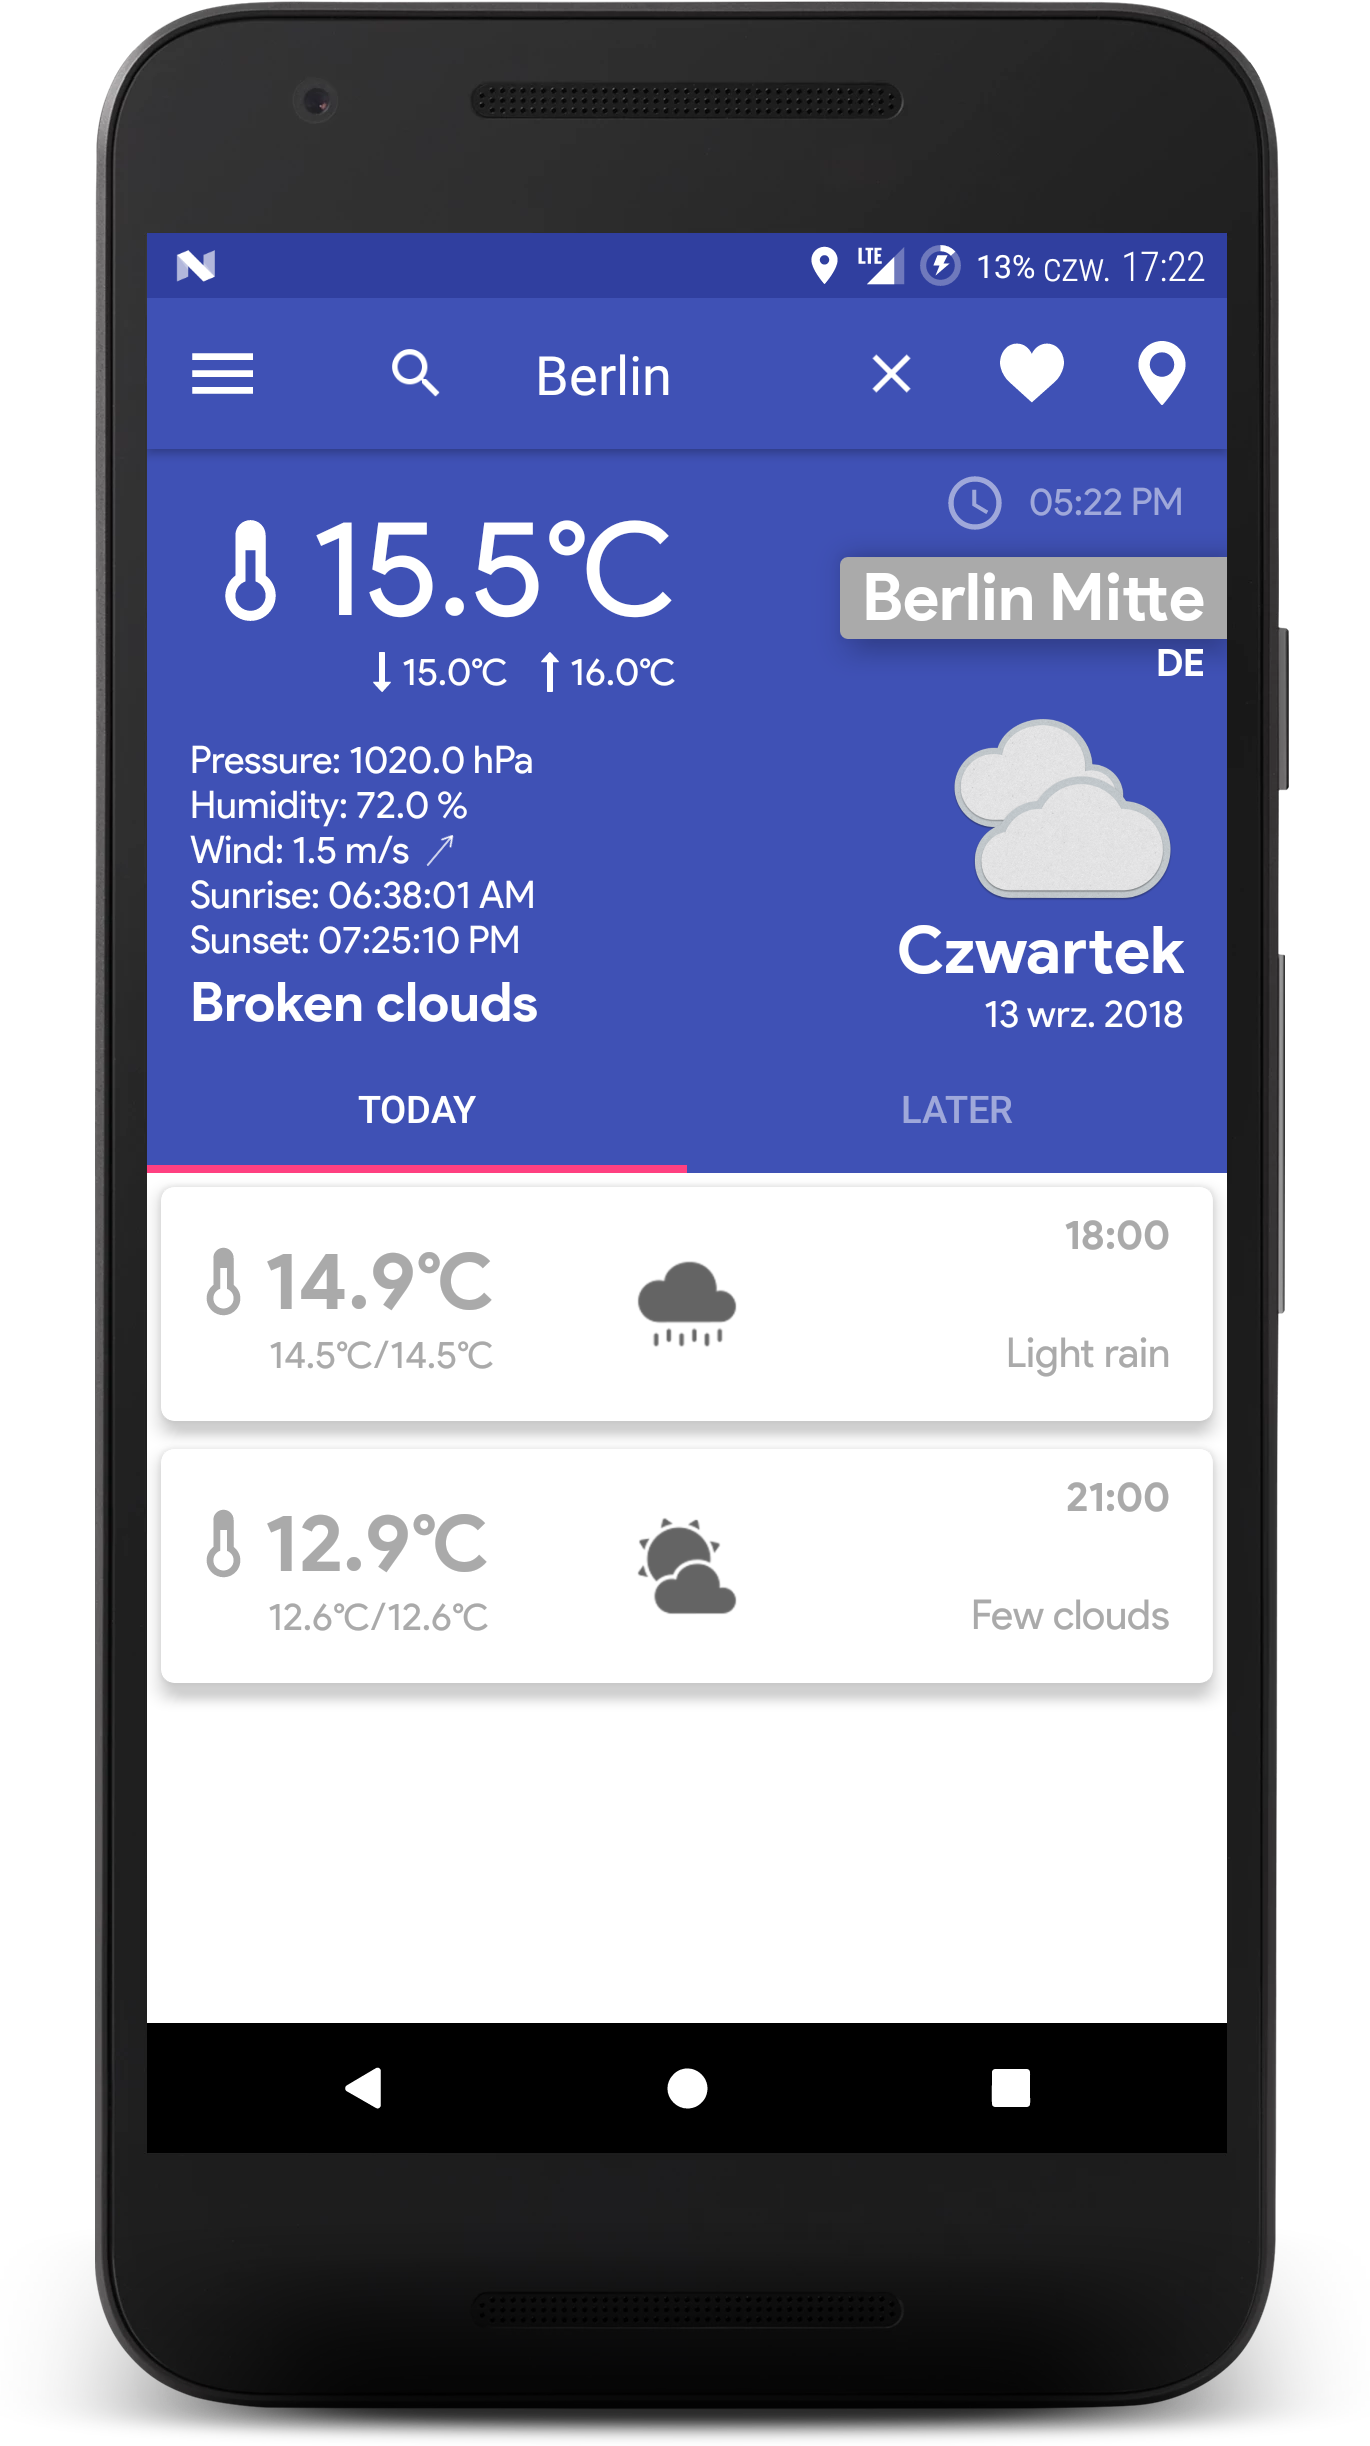 LTE 13% CZW. 17:22
Berlin
05:22 PM
15.5°C
Berlin Mitte
DE
15.0°C 16.0°C
Pressure: 1020.0 hPa
Humidity: 72.0 %
Wind: 1.5 m/s
Sunrise: 06:38:01 AM
Sunset: 07:25:10 PM
Broken clouds
Czwartek
13 wrz. 2018
TODAY
LATER
18:00
14.9°C
14.5°C/14.5°C
Light rain
21:00
12.9°C
12.6°C/12.6°C
Few clouds